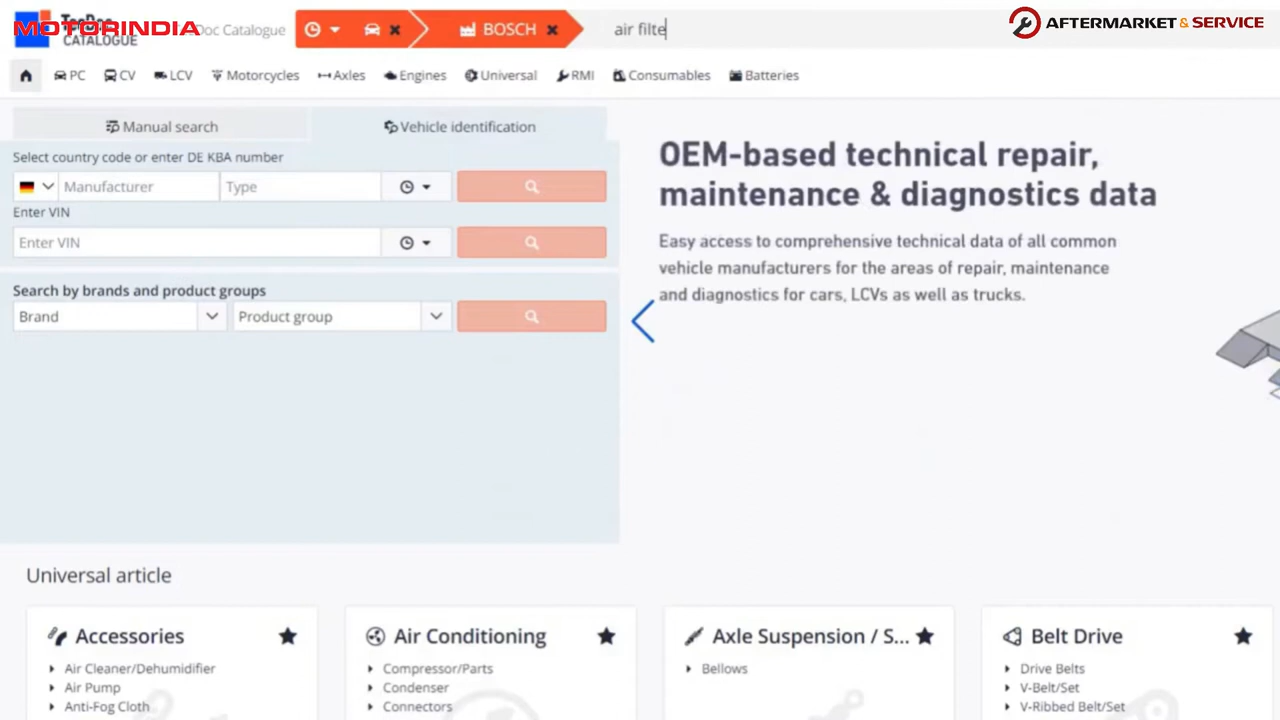 MOTORINDIA
TecDoc
CATALOGUE
Doc Catalogue
BOSCH
air filte
AFTERMARKET & SERVICE
PC
CV
LCV
Motorcycles
Axles
Engines
Universal
RMI
Consumables
Batteries
Manual search
Vehicle identification
Select country code or enter DE KBA number
Manufacturer
Type
Enter VIN
Enter VIN
Search by brands and product groups
Brand
Product group
OEM-based technical repair,
maintenance & diagnostics data
Easy access to comprehensive technical data of all common
vehicle manufacturers for the areas of repair, maintenance
and diagnostics for cars, LCVs as well as trucks.
Universal article
Accessories
Air Cleaner/Dehumidifier
Air Pump
Anti-Fog Cloth
Air Conditioning
Compressor/Parts
Condenser
Connectors
Axle Suspension / S...
Bellows
Belt Drive
Drive Belts
V-Belt/Set
V-Ribbed Belt/Set